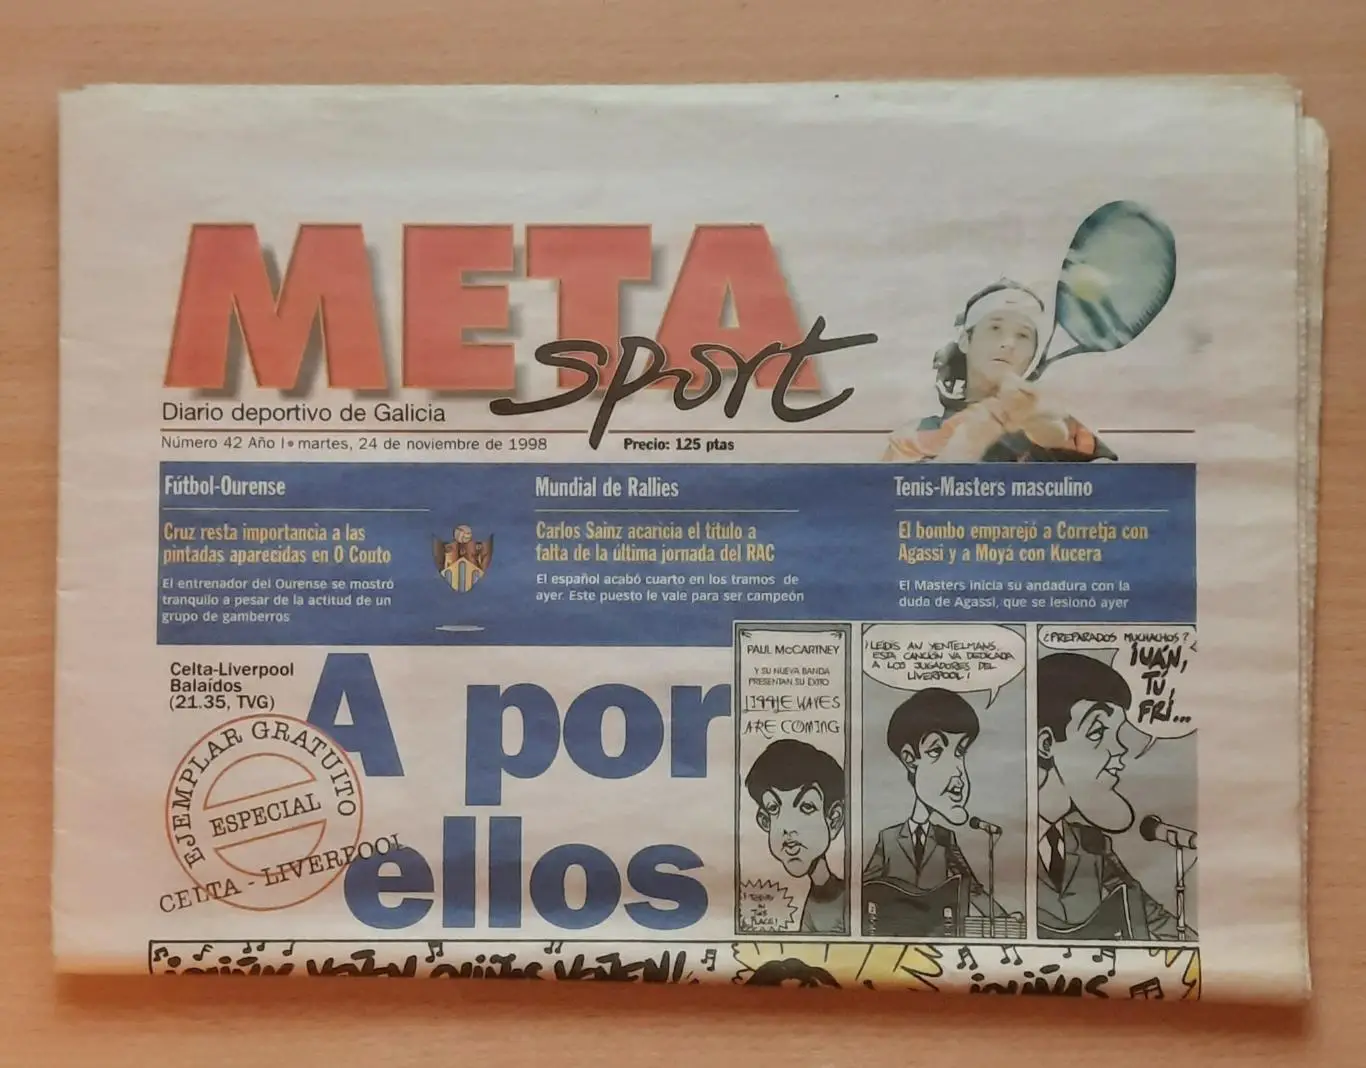 META
sport
Diario deportivo de Galicia
Número 42 Año I • martes, 24 de noviembre de 1998
Precio: 125 ptas
Fútbol-Ourense
Cruz resta importancia a las
pintadas aparecidas en O Couto
El entrenador del Ourense se mostró
tranquilo a pesar de la actitud de un
grupo de gamberros
Mundial de Rallies
Carlos Sainz acaricia el título a
falta de la última jornada del RAC
El español acabó cuarto en los tramos de
ayer. Este puesto le vale para ser campeón
Tenis-Masters masculino
El bombo emparejó a Corretja con
Agassi y a Moyá con Kucera
El Masters inicia su andadura con la
duda de Agassi, que se lesionó ayer
Celta-Liverpool
Balaídos
(21.35, TVG)
A por
ellos
EJEMPLAR GRATUITO
ESPECIAL
CELTA - LIVERPOOL
PAUL McCARTNEY
Y SU NUEVA BANDA
PRESENTAN SU ÉXITO
WAVES
ARE COMING
THIS
PLACE!
¡LEIDIS AN YENTELMANS,
ESTA CANCIÓN VA DEDICADA
A LOS JUGADORES DEL
LIVERPOOL!
¿PREPARADOS MUCHACHOS?
¡UÁN,
TÚ,
FRÍ...